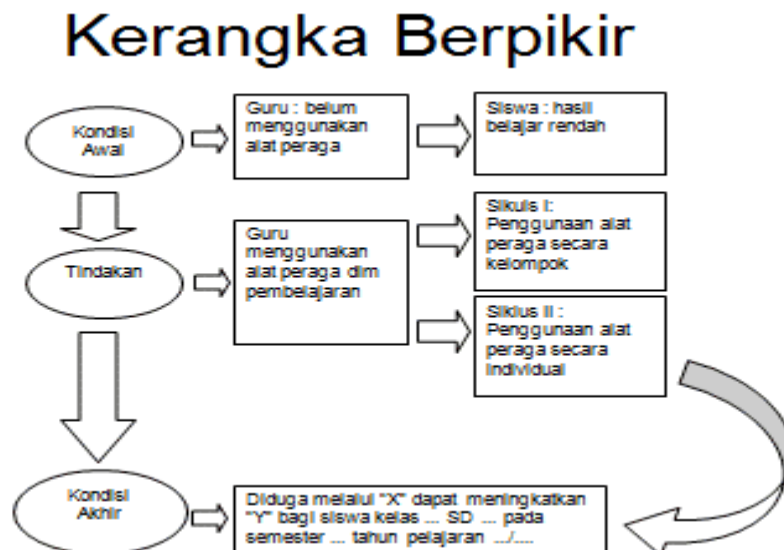 Kerangka Berpikir
Kondisi
Awal
Guru : belum
menggunakan
alat peraga
Siswa : hasil
belajar rendah
Tindakan
Guru
menggunakan
alat peraga dlm
pembelajaran
Sikuls I:
Penggunaan alat
peraga secara
kelompok
Siklus II :
Penggunaan alat
peraga secara
individual
Kondisi
Akhir
Diduga melalui "X" dapat meningkatkan
"Y" bagi siswa kelas ... SD ... pada
semester ... tahun pelajaran .../....